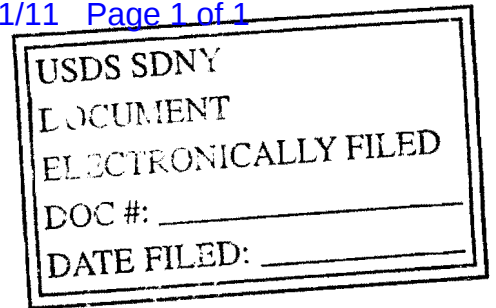 1/11 Page 1 of 1
USDS SDNY
DOCUMENT
ELECTRONICALLY FILED
DOC #:
DATE FILED: